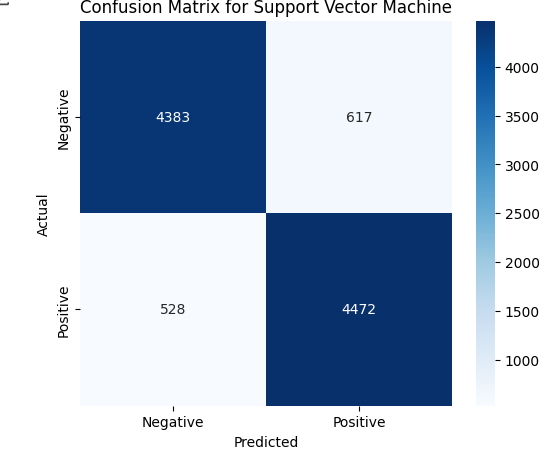 Confusion Matrix for Support Vector Machine
Negative
4383
617
4000
3500
3000
Actual
2500
2000
Positive
528
4472
1500
1000
Negative
Positive
Predicted